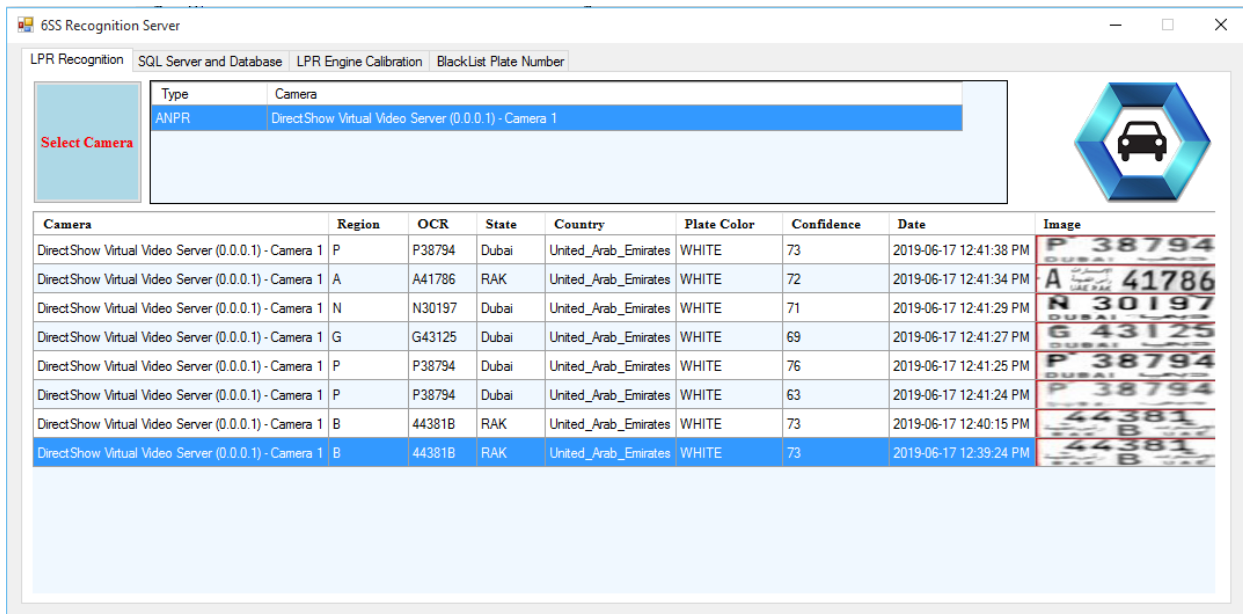 6SS Recognition Server
LPR Recognition SQL Server and Database LPR Engine Calibration BlackList Plate Number
Select Camera
Type Camera
ANPR DirectShow Virtual Video Server (0.0.0.1) - Camera 1
Camera Region OCR State Country Plate Color Confidence Date Image
DirectShow Virtual Video Server (0.0.0.1) - Camera 1 P P38794 Dubai United_Arab_Emirates WHITE 73 2019-06-17 12:41:38 PM P 38794 DUBAI
DirectShow Virtual Video Server (0.0.0.1) - Camera 1 A A41786 RAK United_Arab_Emirates WHITE 72 2019-06-17 12:41:34 PM A UAE RAK 41786
DirectShow Virtual Video Server (0.0.0.1) - Camera 1 N N30197 Dubai United_Arab_Emirates WHITE 71 2019-06-17 12:41:29 PM N 30197 DUBAI
DirectShow Virtual Video Server (0.0.0.1) - Camera 1 G G43125 Dubai United_Arab_Emirates WHITE 69 2019-06-17 12:41:27 PM G 43125 DUBAI
DirectShow Virtual Video Server (0.0.0.1) - Camera 1 P P38794 Dubai United_Arab_Emirates WHITE 76 2019-06-17 12:41:25 PM P 38794 DUBAI
DirectShow Virtual Video Server (0.0.0.1) - Camera 1 P P38794 Dubai United_Arab_Emirates WHITE 63 2019-06-17 12:41:24 PM P 38794
DirectShow Virtual Video Server (0.0.0.1) - Camera 1 B 44381B RAK United_Arab_Emirates WHITE 73 2019-06-17 12:40:15 PM 44381 RAK B UAE
DirectShow Virtual Video Server (0.0.0.1) - Camera 1 B 44381B RAK United_Arab_Emirates WHITE 73 2019-06-17 12:39:24 PM 44381 RAK B UAE